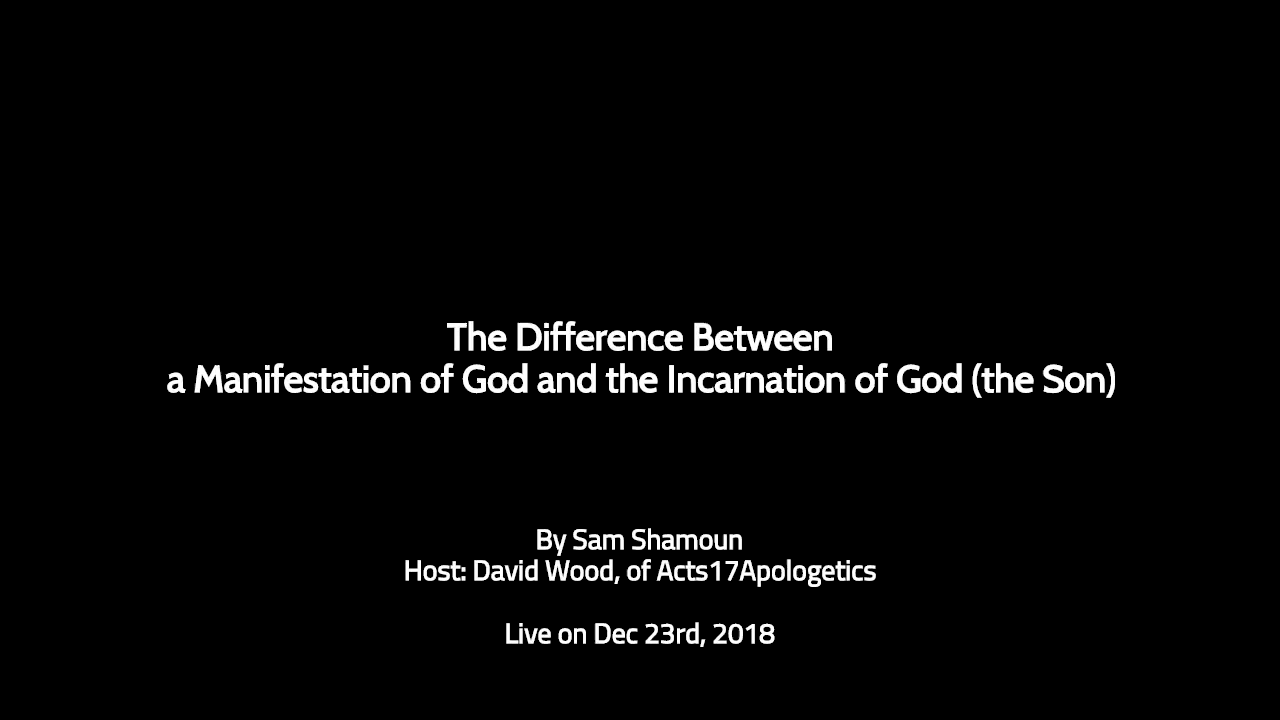 The Difference Between
a Manifestation of God and the Incarnation of God (the Son)
By Sam Shamoun
Host: David Wood, of Acts17Apologetics
Live on Dec 23rd, 2018